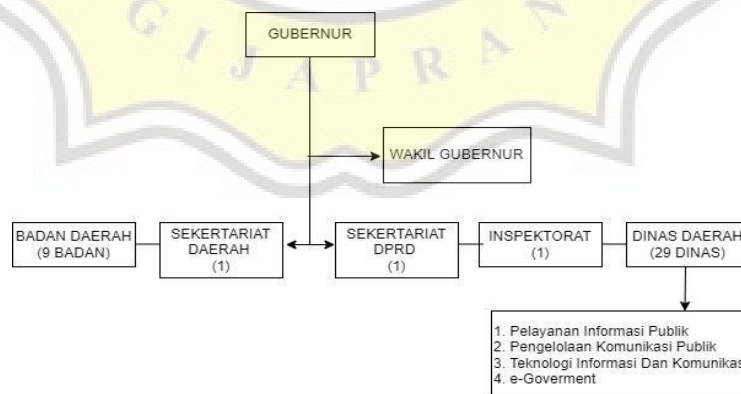 GIJAPRAN
GUBERNUR
WAKIL GUBERNUR
BADAN DAERAH
(9 BADAN)
SEKERTARIAT
DAERAH
(1)
SEKERTARIAT
DPRD
(1)
INSPEKTORAT
(1)
DINAS DAERAH
(29 DINAS)
1. Pelayanan Informasi Publik
2. Pengelolaan Komunikasi Publik
3. Teknologi Informasi Dan Komunikas
4. e-Goverment